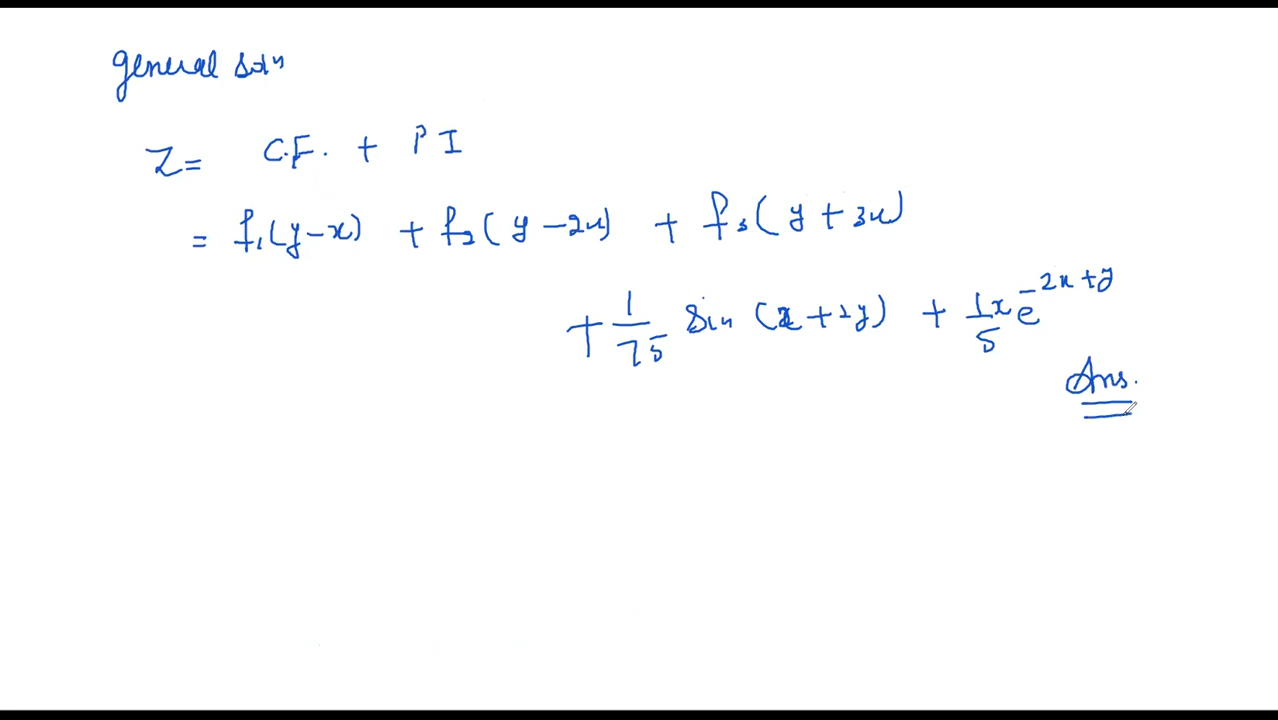 general soln
Z = C.F. + P I
= f₁(y-x) + f₂(y-2x) + f₃(y+3x)
+ 1/75 sin (x+2y) + 1/5 x e^{-2x+y}
Ans.